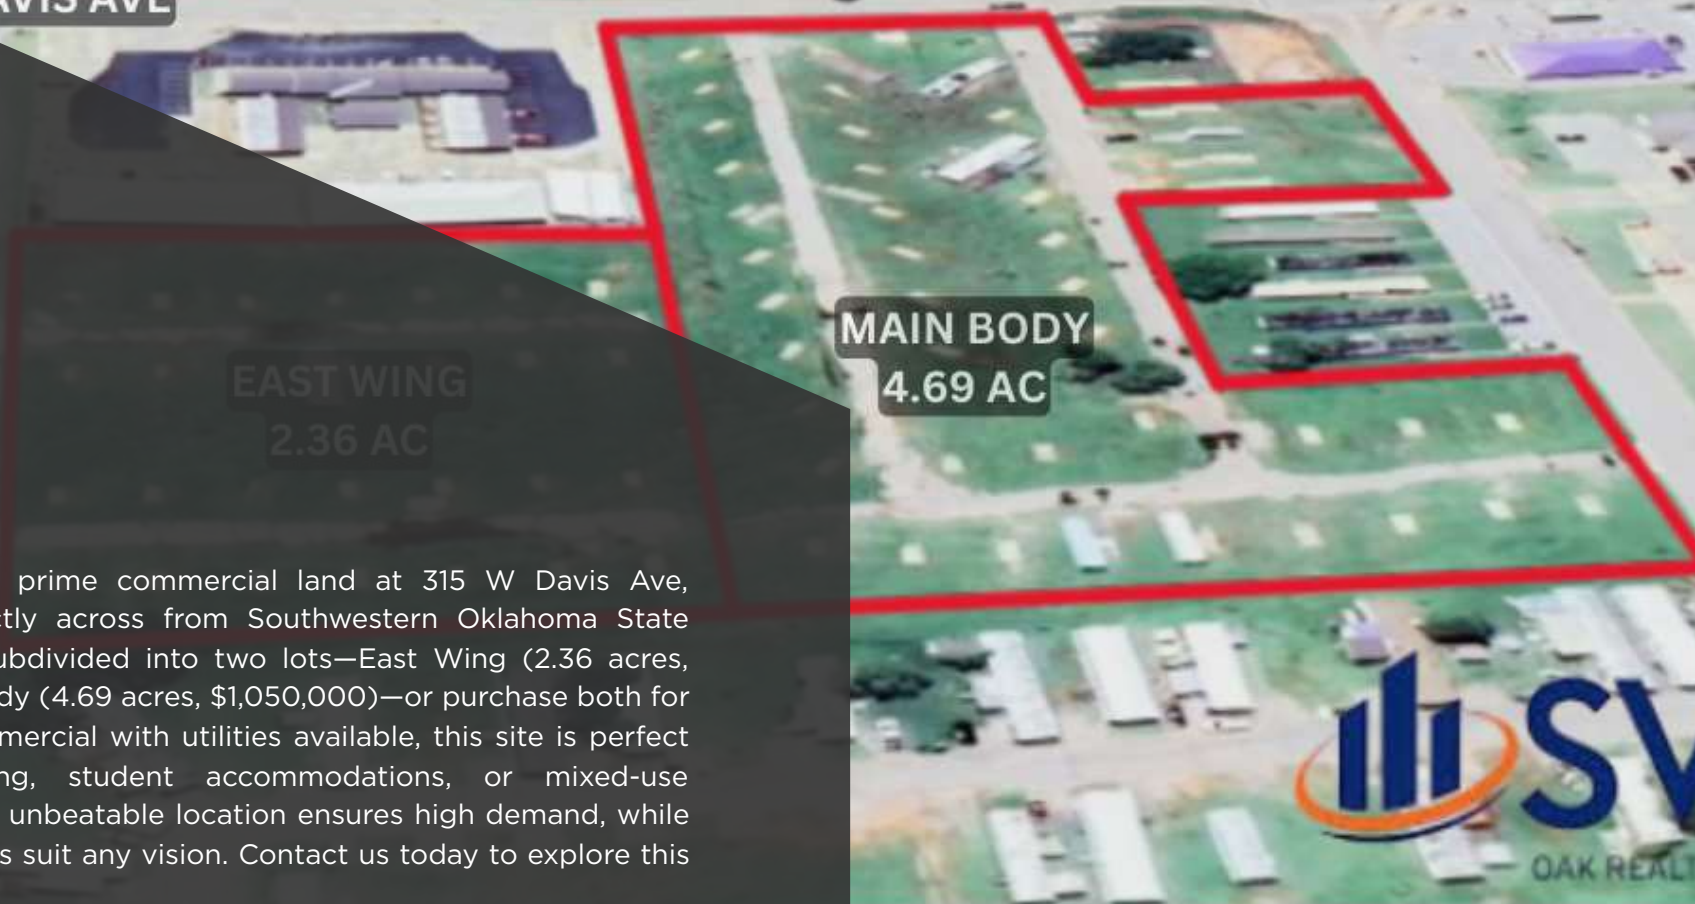 AVIS AVE
EAST WING
2.36 AC
MAIN BODY
4.69 AC
prime commercial land at 315 W Davis Ave,
ctly across from Southwestern Oklahoma State
ubdivided into two lots—East Wing (2.36 acres,
dy (4.69 acres, $1,050,000)—or purchase both for
mercial with utilities available, this site is perfect
ng, student accommodations, or mixed-use
unbeatable location ensures high demand, while
s suit any vision. Contact us today to explore this
SV
OAK REALT